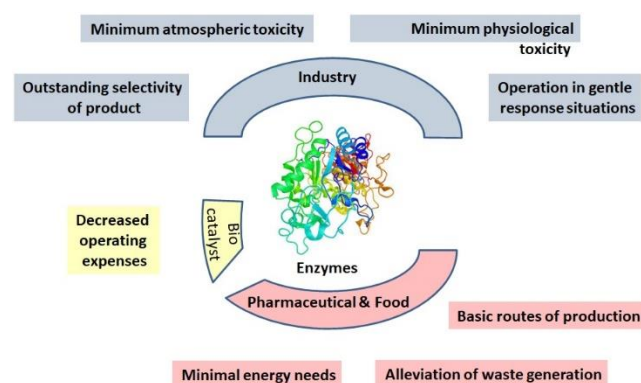 Minimum atmospheric toxicity
Minimum physiological
toxicity
Outstanding selectivity
of product
Industry
Operation in gentle
response situations
Decreased
operating
expenses
Bio
catalyst
Enzymes
Pharmaceutical & Food
Basic routes of production
Minimal energy needs
Alleviation of waste generation